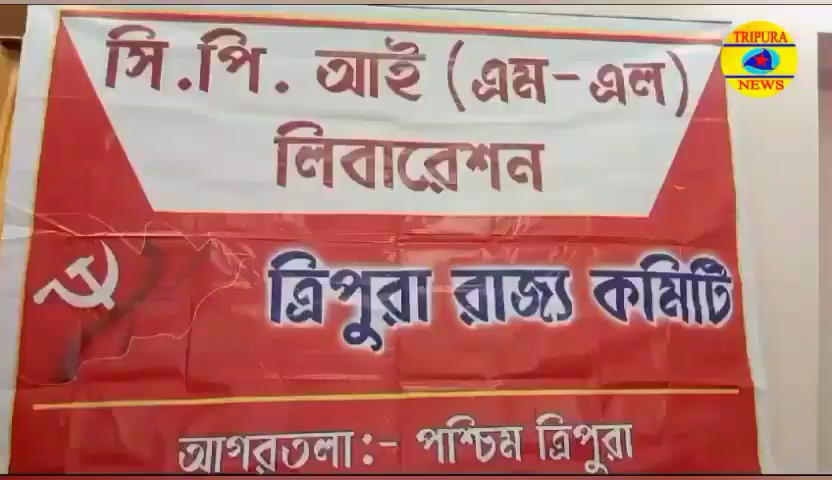 সি.পি. আই (এম-এল)
লিবারেশন
ত্রিপুরা রাজ্য কমিটি
আগরতলা:- পশ্চিম ত্রিপুরা
TRIPURA
NEWS